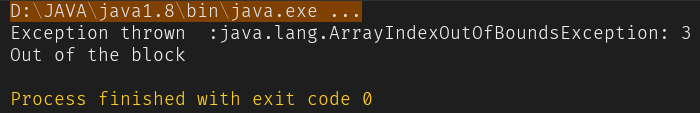 D:\JAVA\java1.8\bin\java.exe ...
Exception thrown  :java.lang.ArrayIndexOutOfBoundsException: 3
Out of the block
Process finished with exit code 0